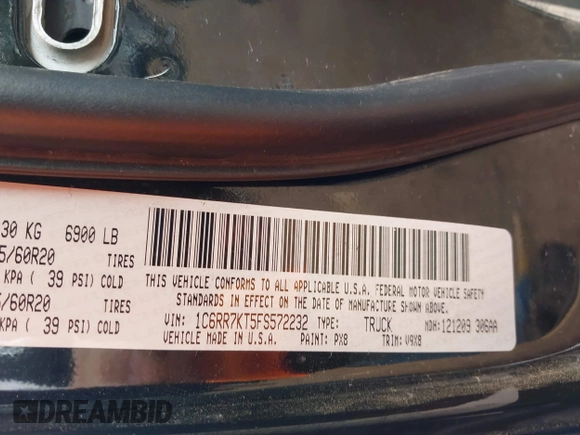 30 KG 6900 LB
5/60R20 TIRES
KPA ( 39 PSI) COLD
5/60R20 TIRES
KPA ( 39 PSI) COLD
THIS VEHICLE CONFORMS TO ALL APPLICABLE U.S.A. FEDERAL MOTOR VEHICLE SAFETY
STANDARDS IN EFFECT ON THE DATE OF MANUFACTURE SHOWN ABOVE.
VIN: 1C6RR7KT5FS572232 TYPE: TRUCK MDH: 121209 306AA
VEHICLE MADE IN U.S.A. PAINT: PX8 TRIM: V9X8
DREAMBID